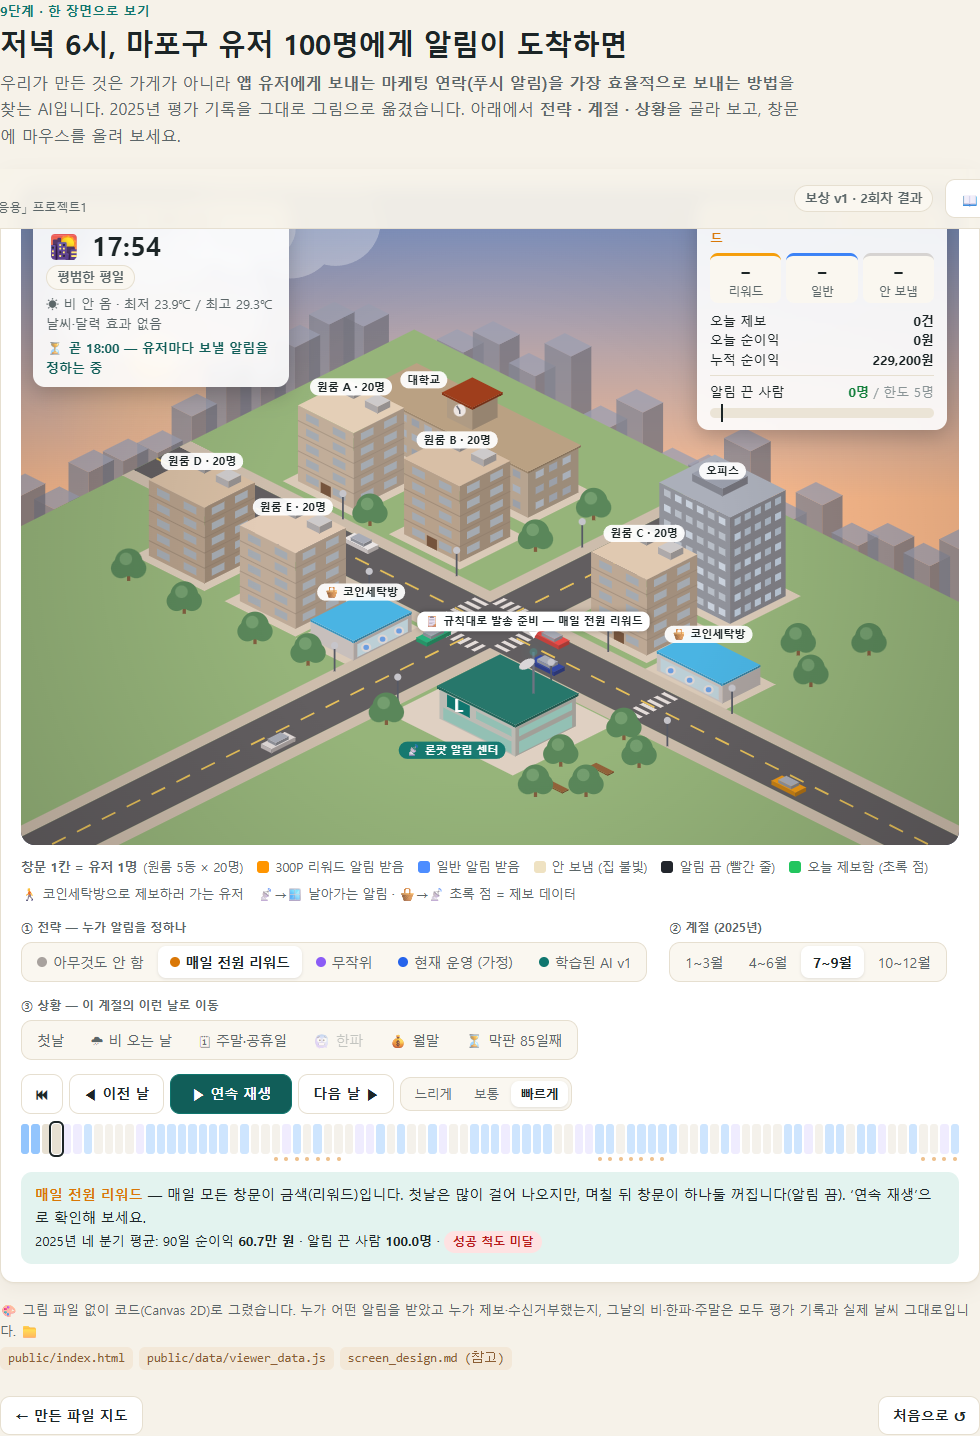 9단계 · 한 장면으로 보기
저녁 6시, 마포구 유저 100명에게 알림이 도착하면
우리가 만든 것은 가게가 아니라 앱 유저에게 보내는 마케팅 연락(푸시 알림)을 가장 효율적으로 보내는 방법을
찾는 AI입니다. 2025년 평가 기록을 그대로 그림으로 옮겼습니다. 아래에서 전략 · 계절 · 상황을 골라 보고, 창문
에 마우스를 올려 보세요.
응용」 프로젝트1
보상 v1 · 2회차 결과
17:54
평범한 평일
비 안 옴 · 최저 23.9℃ / 최고 29.3℃
날씨·달력 효과 없음
곧 18:00 — 유저마다 보낼 알림을
정하는 중
드
– – –
리워드 일반 안 보냄
오늘 제보 0건
오늘 순이익 0원
누적 순이익 229,200원
알림 끈 사람 0명 / 한도 5명
대학교
원룸 A · 20명
원룸 B · 20명
원룸 D · 20명
오피스
원룸 E · 20명
원룸 C · 20명
코인세탁방
규칙대로 발송 준비 — 매일 전원 리워드
코인세탁방
L
론팟 알림 센터
창문 1칸 = 유저 1명 (원룸 5동 × 20명) 300P 리워드 알림 받음 일반 알림 받음 안 보냄 (집 불빛) 알림 끔 (빨간 줄) 오늘 제보함 (초록 점)
코인세탁방으로 제보하러 가는 유저 → 날아가는 알림 · → 초록 점 = 제보 데이터
① 전략 — 누가 알림을 정하나
아무것도 안 함 매일 전원 리워드 무작위 현재 운영 (가정) 학습된 AI v1
② 계절 (2025년)
1~3월 4~6월 7~9월 10~12월
③ 상황 — 이 계절의 이런 날로 이동
첫날 비 오는 날 주말·공휴일 한파 월말 막판 85일째
⏮ ◀ 이전 날 ▶ 연속 재생 다음 날 ▶ 느리게 보통 빠르게
매일 전원 리워드 — 매일 모든 창문이 금색(리워드)입니다. 첫날은 많이 걸어 나오지만, 며칠 뒤 창문이 하나둘 꺼집니다(알림 끔). ‘연속 재생’으
로 확인해 보세요.
2025년 네 분기 평균: 90일 순이익 60.7만 원 · 알림 끈 사람 100.0명 · 성공 척도 미달
그림 파일 없이 코드(Canvas 2D)로 그렸습니다. 누가 어떤 알림을 받았고 누가 제보·수신거부했는지, 그날의 비·한파·주말은 모두 평가 기록과 실제 날씨 그대로입니
다.
public/index.html public/data/viewer_data.js screen_design.md (참고)
← 만든 파일 지도
처음으로 ↺